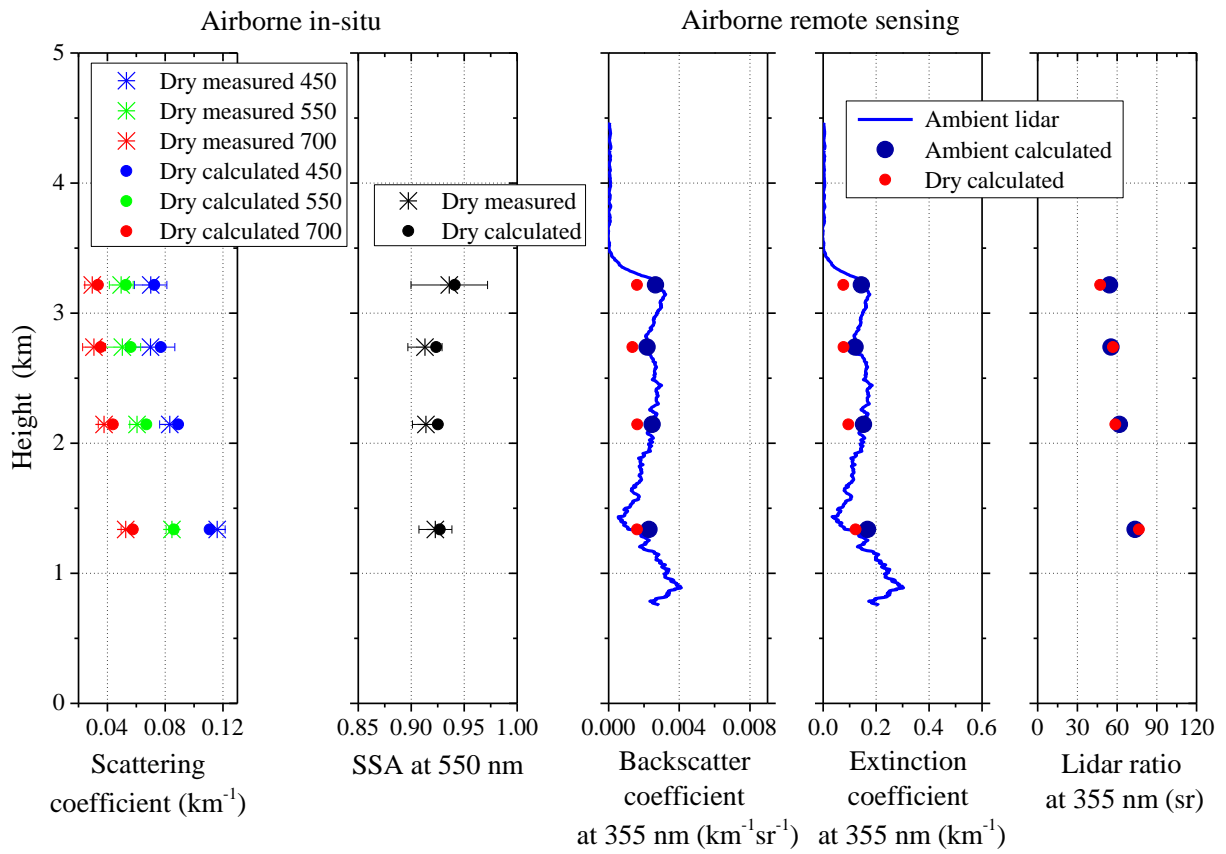 Airborne in-situ
Airborne remote sensing
Dry measured 450
Dry measured 550
Dry measured 700
Dry calculated 450
Dry calculated 550
Dry calculated 700
Dry measured
Dry calculated
Ambient lidar
Ambient calculated
Dry calculated
Height (km)
5
4
3
2
1
0
0.04 0.08 0.12
Scattering
coefficient (km⁻¹)
0.85 0.90 0.95 1.00
SSA at 550 nm
0.000 0.004 0.008
Backscatter
coefficient
at 355 nm (km⁻¹sr⁻¹)
0.0 0.2 0.4 0.6
Extinction
coefficient
at 355 nm (km⁻¹)
0 30 60 90 120
Lidar ratio
at 355 nm (sr)